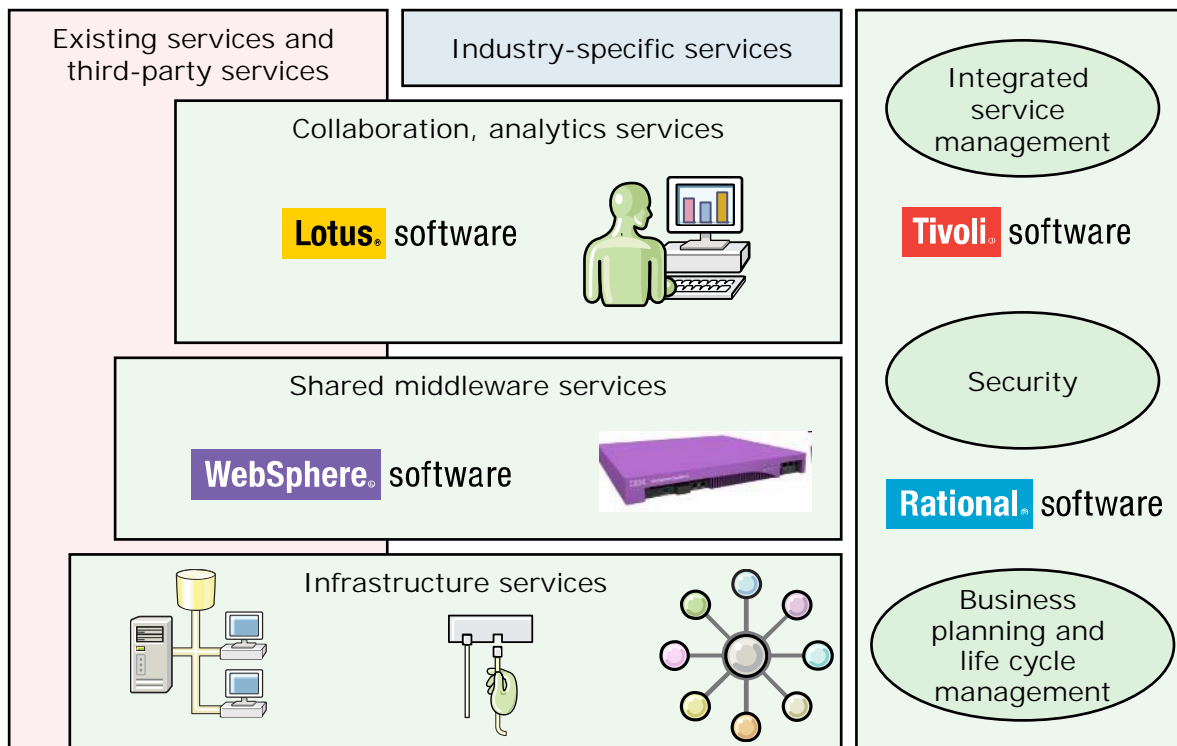 Existing services and
third-party services
Industry-specific services
Collaboration, analytics services
Lotus® software
Shared middleware services
WebSphere® software
IBM
Infrastructure services
Integrated
service
management
Tivoli® software
Security
Rational® software
Business
planning and
life cycle
management